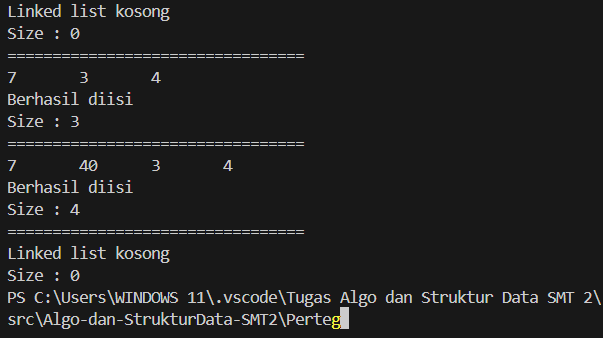 Linked list kosong
Size : 0
=================================
7 3 4
Berhasil diisi
Size : 3
=================================
7 40 3 4
Berhasil diisi
Size : 4
=================================
Linked list kosong
Size : 0
PS C:\Users\WINDOWS 11\.vscode\Tugas Algo dan Struktur Data SMT 2\
src\Algo-dan-StrukturData-SMT2\Perteg